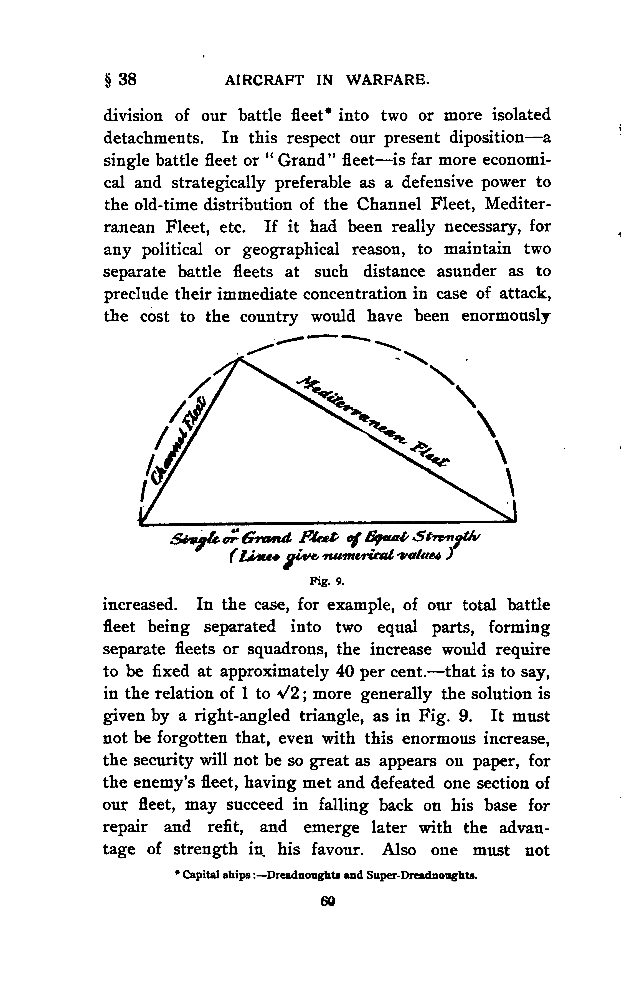 § 38 AIRCRAFT IN WARFARE.
division of our battle fleet* into two or more isolated
detachments. In this respect our present diposition—a
single battle fleet or “Grand” fleet—is far more economi-
cal and strategically preferable as a defensive power to
the old-time distribution of the Channel Fleet, Mediter-
ranean Fleet, etc. If it had been really necessary, for
any political or geographical reason, to maintain two
separate battle fleets at such distance asunder as to
preclude their immediate concentration in case of attack,
the cost to the country would have been enormously
Channel Fleet
Mediterranean Fleet
Single or "Grand Fleet of Equal Strength
(Lines give numerical values)
Fig. 9.
increased. In the case, for example, of our total battle
fleet being separated into two equal parts, forming
separate fleets or squadrons, the increase would require
to be fixed at approximately 40 per cent.—that is to say,
in the relation of 1 to √2; more generally the solution is
given by a right-angled triangle, as in Fig. 9. It must
not be forgotten that, even with this enormous increase,
the security will not be so great as appears on paper, for
the enemy's fleet, having met and defeated one section of
our fleet, may succeed in falling back on his base for
repair and refit, and emerge later with the advan-
tage of strength in his favour. Also one must not
* Capital ships:—Dreadnoughts and Super-Dreadnoughts.
60